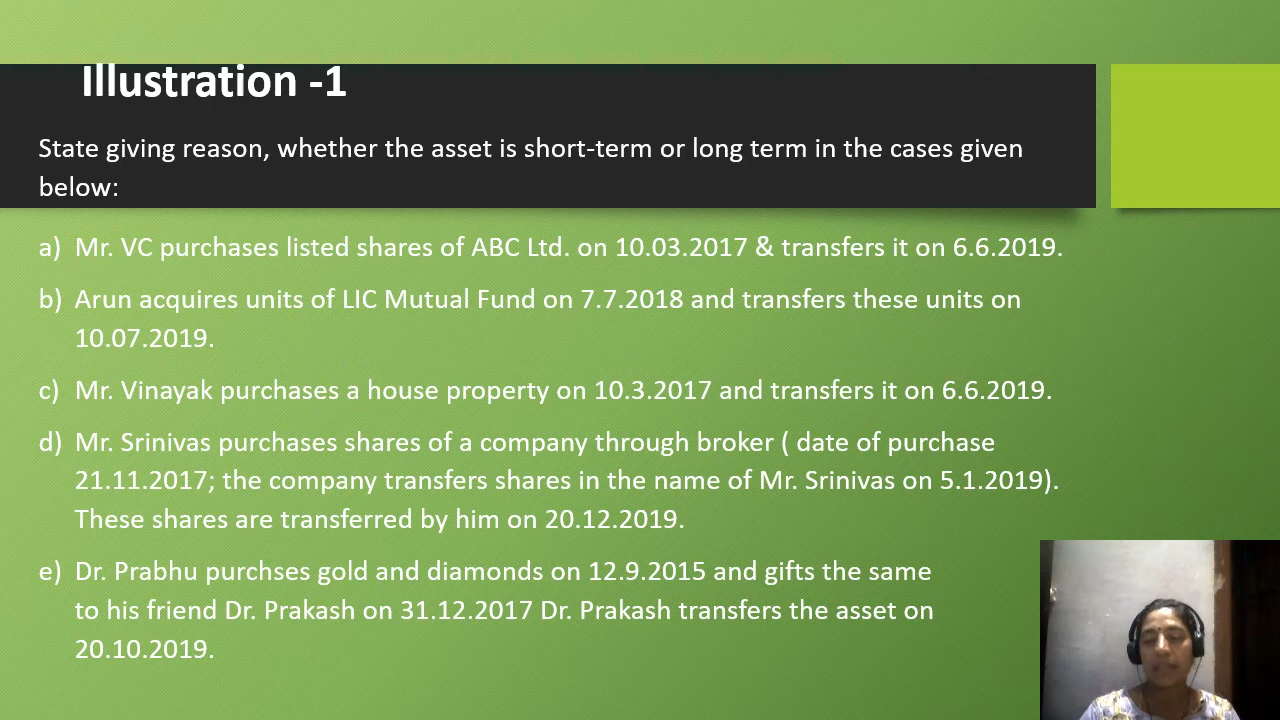 Illustration -1
State giving reason, whether the asset is short-term or long term in the cases given
below:
a) Mr. VC purchases listed shares of ABC Ltd. on 10.03.2017 & transfers it on 6.6.2019.
b) Arun acquires units of LIC Mutual Fund on 7.7.2018 and transfers these units on
10.07.2019.
c) Mr. Vinayak purchases a house property on 10.3.2017 and transfers it on 6.6.2019.
d) Mr. Srinivas purchases shares of a company through broker ( date of purchase
21.11.2017; the company transfers shares in the name of Mr. Srinivas on 5.1.2019).
These shares are transferred by him on 20.12.2019.
e) Dr. Prabhu purchses gold and diamonds on 12.9.2015 and gifts the same
to his friend Dr. Prakash on 31.12.2017 Dr. Prakash transfers the asset on
20.10.2019.